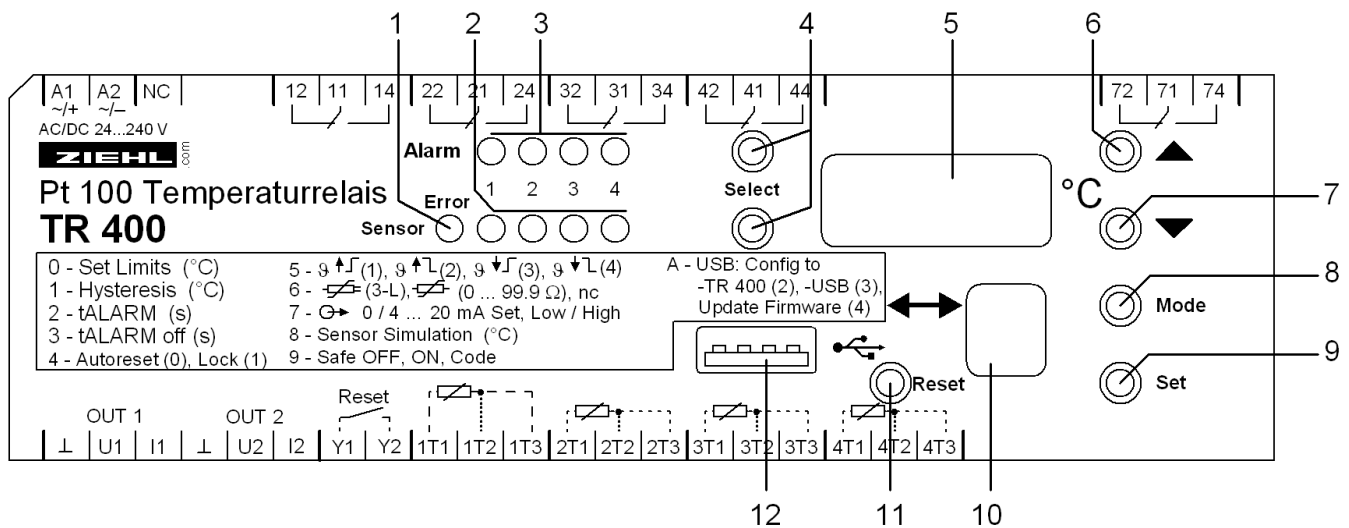 1 2 3 4 5 6
A1 A2 NC 12 11 14 22 21 24 32 31 34 42 41 44 72 71 74
~/+ ~/–
AC/DC 24...240 V
ZIEHL .com
Alarm
Pt 100 Temperaturrelais
1 2 3 4
Select
°C
Error
Sensor
TR 400
7
0 - Set Limits (°C)
1 - Hysteresis (°C)
2 - tALARM (s)
3 - tALARM off (s)
4 - Autoreset (0), Lock (1)
5 - ϑ (1), ϑ (2), ϑ (3), ϑ (4)
6 - (3-L), (0 ... 99.9 Ω), nc
7 - 0 / 4 ... 20 mA Set, Low / High
8 - Sensor Simulation (°C)
9 - Safe OFF, ON, Code
A - USB: Config to
-TR 400 (2), -USB (3),
Update Firmware (4)
Mode 8
Reset
Set 9
OUT 1 OUT 2 Reset
⊥ U1 I1 ⊥ U2 I2 Y1 Y2 1T1 1T2 1T3 2T1 2T2 2T3 3T1 3T2 3T3 4T1 4T2 4T3
12 11 10